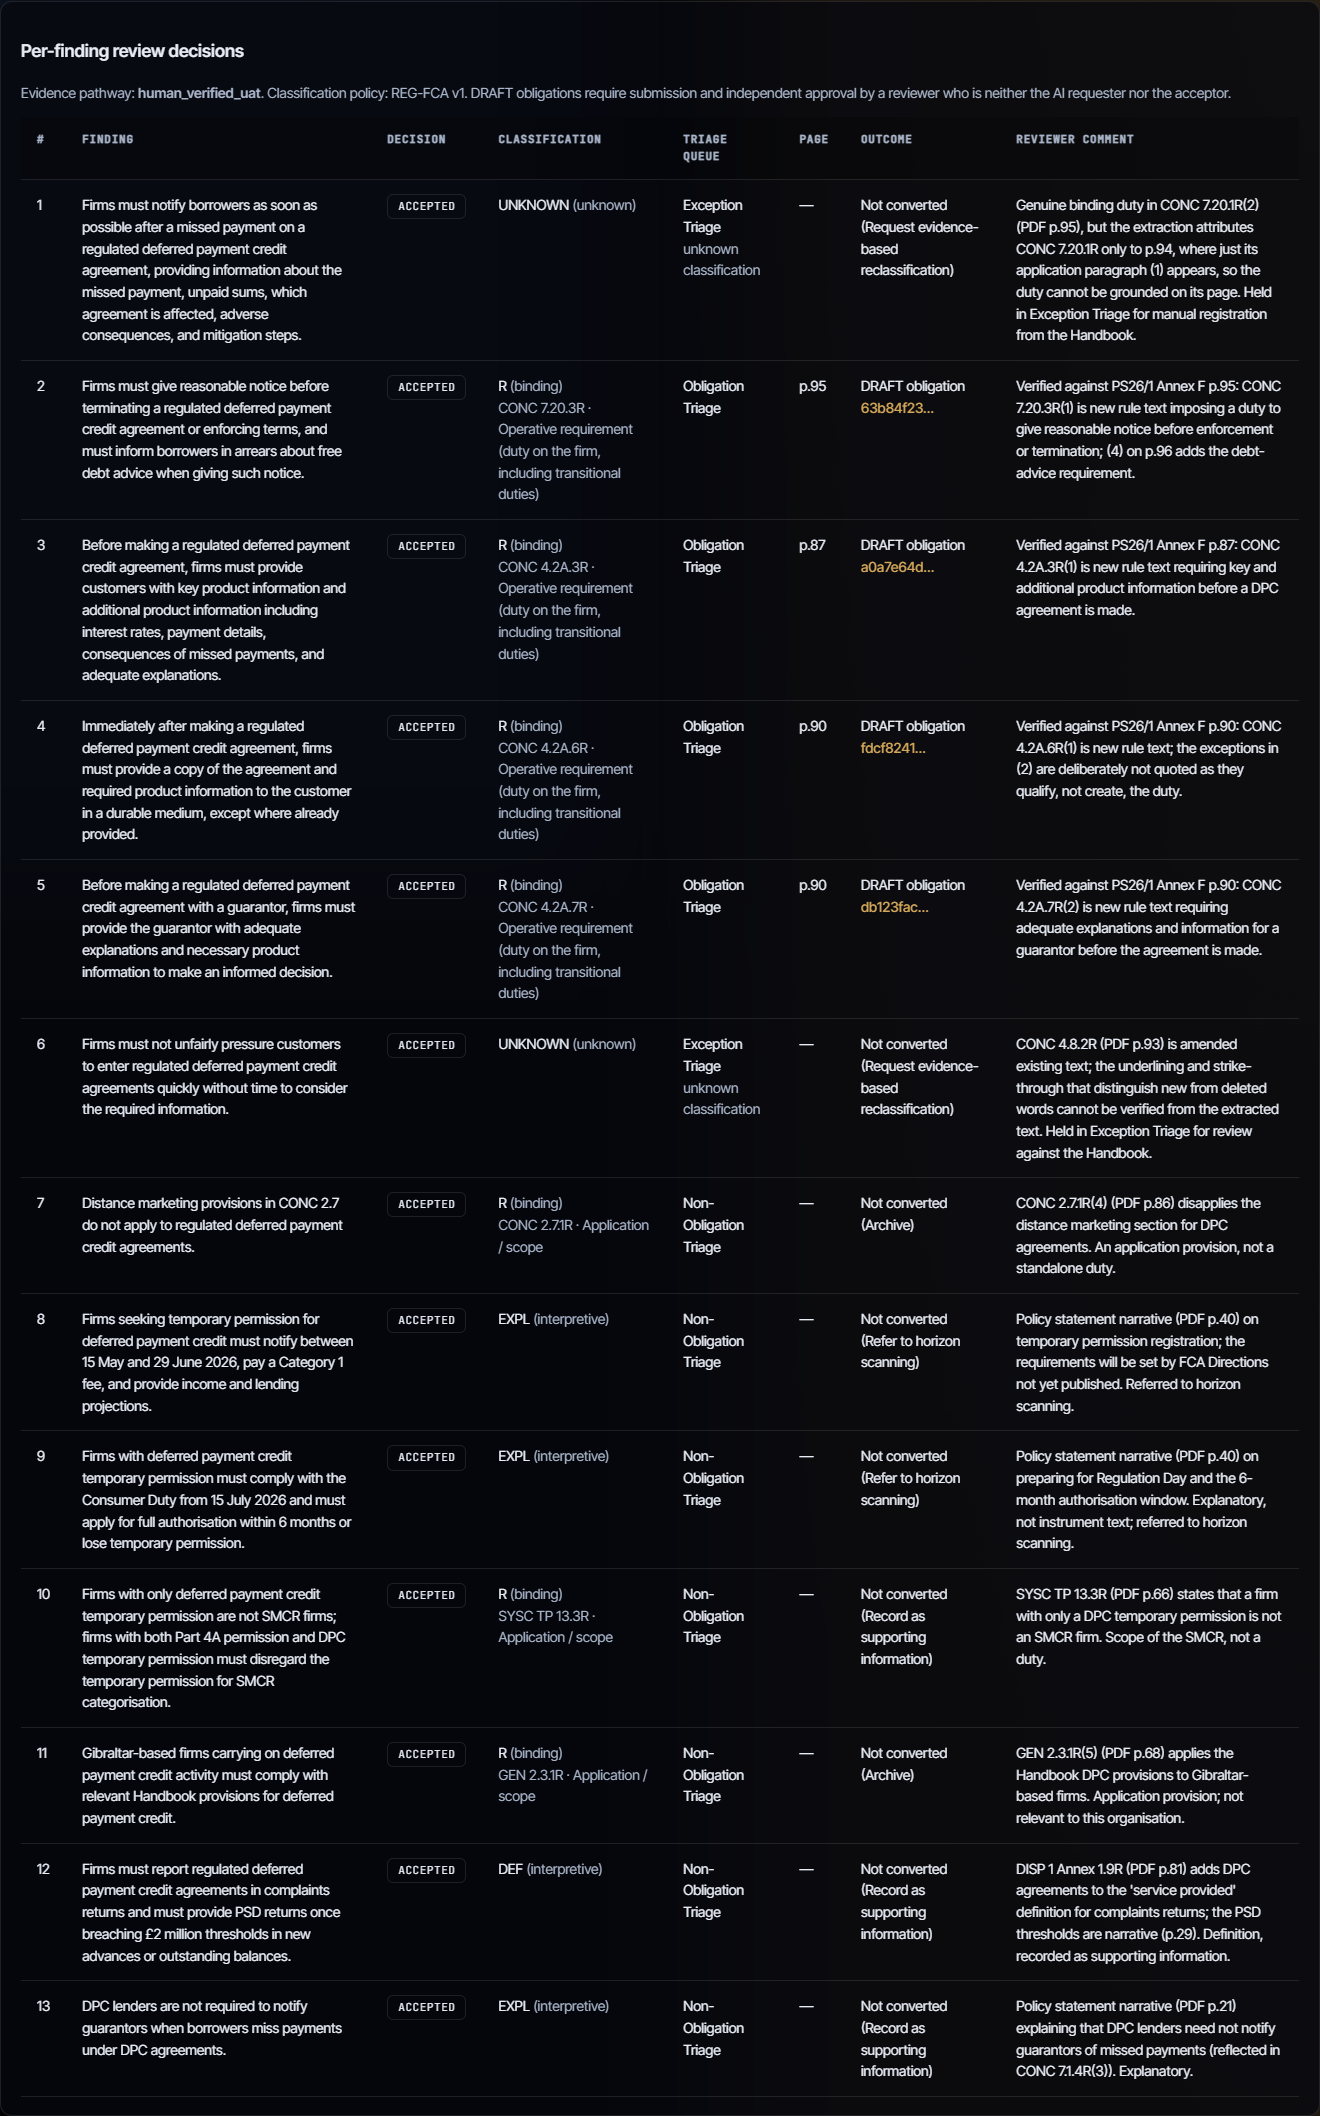 Per-finding review decisions
Evidence pathway: human_verified_uat. Classification policy: REG-FCA v1. DRAFT obligations require submission and independent approval by a reviewer who is neither the AI requester nor the acceptor.
# FINDING DECISION CLASSIFICATION TRIAGE QUEUE PAGE OUTCOME REVIEWER COMMENT
1
Firms must notify borrowers as soon as
possible after a missed payment on a
regulated deferred payment credit
agreement, providing information about the
missed payment, unpaid sums, which
agreement is affected, adverse
consequences, and mitigation steps.
ACCEPTED
UNKNOWN (unknown)
Exception
Triage
unknown
classification
—
Not converted
(Request evidence-
based
reclassification)
Genuine binding duty in CONC 7.20.1R(2)
(PDF p.95), but the extraction attributes
CONC 7.20.1R only to p.94, where just its
application paragraph (1) appears, so the
duty cannot be grounded on its page. Held
in Exception Triage for manual registration
from the Handbook.
2
Firms must give reasonable notice before
terminating a regulated deferred payment
credit agreement or enforcing terms, and
must inform borrowers in arrears about free
debt advice when giving such notice.
ACCEPTED
R (binding)
CONC 7.20.3R ·
Operative requirement
(duty on the firm,
including transitional
duties)
Obligation
Triage
p.95
DRAFT obligation
63b84f23...
Verified against PS26/1 Annex F p.95: CONC
7.20.3R(1) is new rule text imposing a duty to
give reasonable notice before enforcement
or termination; (4) on p.96 adds the debt-
advice requirement.
3
Before making a regulated deferred payment
credit agreement, firms must provide
customers with key product information and
additional product information including
interest rates, payment details,
consequences of missed payments, and
adequate explanations.
ACCEPTED
R (binding)
CONC 4.2A.3R ·
Operative requirement
(duty on the firm,
including transitional
duties)
Obligation
Triage
p.87
DRAFT obligation
a0a7e64d...
Verified against PS26/1 Annex F p.87: CONC
4.2A.3R(1) is new rule text requiring key and
additional product information before a DPC
agreement is made.
4
Immediately after making a regulated
deferred payment credit agreement, firms
must provide a copy of the agreement and
required product information to the customer
in a durable medium, except where already
provided.
ACCEPTED
R (binding)
CONC 4.2A.6R ·
Operative requirement
(duty on the firm,
including transitional
duties)
Obligation
Triage
p.90
DRAFT obligation
fdcf8241...
Verified against PS26/1 Annex F p.90: CONC
4.2A.6R(1) is new rule text; the exceptions in
(2) are deliberately not quoted as they
qualify, not create, the duty.
5
Before making a regulated deferred payment
credit agreement with a guarantor, firms must
provide the guarantor with adequate
explanations and necessary product
information to make an informed decision.
ACCEPTED
R (binding)
CONC 4.2A.7R ·
Operative requirement
(duty on the firm,
including transitional
duties)
Obligation
Triage
p.90
DRAFT obligation
db123fac...
Verified against PS26/1 Annex F p.90: CONC
4.2A.7R(2) is new rule text requiring
adequate explanations and information for a
guarantor before the agreement is made.
6
Firms must not unfairly pressure customers
to enter regulated deferred payment credit
agreements quickly without time to consider
the required information.
ACCEPTED
UNKNOWN (unknown)
Exception
Triage
unknown
classification
—
Not converted
(Request evidence-
based
reclassification)
CONC 4.8.2R (PDF p.93) is amended
existing text; the underlining and strike-
through that distinguish new from deleted
words cannot be verified from the extracted
text. Held in Exception Triage for review
against the Handbook.
7
Distance marketing provisions in CONC 2.7
do not apply to regulated deferred payment
credit agreements.
ACCEPTED
R (binding)
CONC 2.7.1R · Application
/ scope
Non-
Obligation
Triage
—
Not converted
(Archive)
CONC 2.7.1R(4) (PDF p.86) disapplies the
distance marketing section for DPC
agreements. An application provision, not a
standalone duty.
8
Firms seeking temporary permission for
deferred payment credit must notify between
15 May and 29 June 2026, pay a Category 1
fee, and provide income and lending
projections.
ACCEPTED
EXPL (interpretive)
Non-
Obligation
Triage
—
Not converted
(Refer to horizon
scanning)
Policy statement narrative (PDF p.40) on
temporary permission registration; the
requirements will be set by FCA Directions
not yet published. Referred to horizon
scanning.
9
Firms with deferred payment credit
temporary permission must comply with the
Consumer Duty from 15 July 2026 and must
apply for full authorisation within 6 months or
lose temporary permission.
ACCEPTED
EXPL (interpretive)
Non-
Obligation
Triage
—
Not converted
(Refer to horizon
scanning)
Policy statement narrative (PDF p.40) on
preparing for Regulation Day and the 6-
month authorisation window. Explanatory,
not instrument text; referred to horizon
scanning.
10
Firms with only deferred payment credit
temporary permission are not SMCR firms;
firms with both Part 4A permission and DPC
temporary permission must disregard the
temporary permission for SMCR
categorisation.
ACCEPTED
R (binding)
SYSC TP 13.3R ·
Application / scope
Non-
Obligation
Triage
—
Not converted
(Record as
supporting
information)
SYSC TP 13.3R (PDF p.66) states that a firm
with only a DPC temporary permission is not
an SMCR firm. Scope of the SMCR, not a
duty.
11
Gibraltar-based firms carrying on deferred
payment credit activity must comply with
relevant Handbook provisions for deferred
payment credit.
ACCEPTED
R (binding)
GEN 2.3.1R · Application /
scope
Non-
Obligation
Triage
—
Not converted
(Archive)
GEN 2.3.1R(5) (PDF p.68) applies the
Handbook DPC provisions to Gibraltar-
based firms. Application provision; not
relevant to this organisation.
12
Firms must report regulated deferred
payment credit agreements in complaints
returns and must provide PSD returns once
breaching £2 million thresholds in new
advances or outstanding balances.
ACCEPTED
DEF (interpretive)
Non-
Obligation
Triage
—
Not converted
(Record as
supporting
information)
DISP 1 Annex 1.9R (PDF p.81) adds DPC
agreements to the 'service provided'
definition for complaints returns; the PSD
thresholds are narrative (p.29). Definition,
recorded as supporting information.
13
DPC lenders are not required to notify
guarantors when borrowers miss payments
under DPC agreements.
ACCEPTED
EXPL (interpretive)
Non-
Obligation
Triage
—
Not converted
(Record as
supporting
information)
Policy statement narrative (PDF p.21)
explaining that DPC lenders need not notify
guarantors of missed payments (reflected in
CONC 7.1.4R(3)). Explanatory.